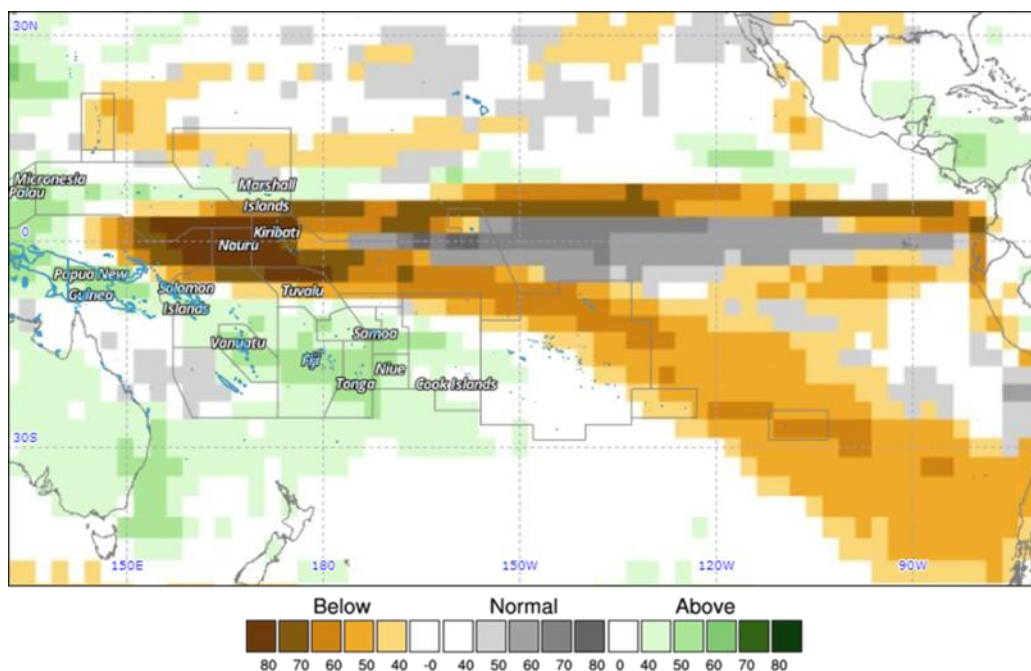 30N
Micronesia
Palau
Marshall
Islands
0
Kiribati
Nauru
Papua New
Guinea
Solomon
Islands
Tuvalu
Samoa
Vanuatu
Fiji
Niue
Tonga
Cook Islands
30S
150E
180
150W
120W
90W
Below Normal Above
80 70 60 50 40 -0 40 50 60 70 80 0 40 50 60 70 80